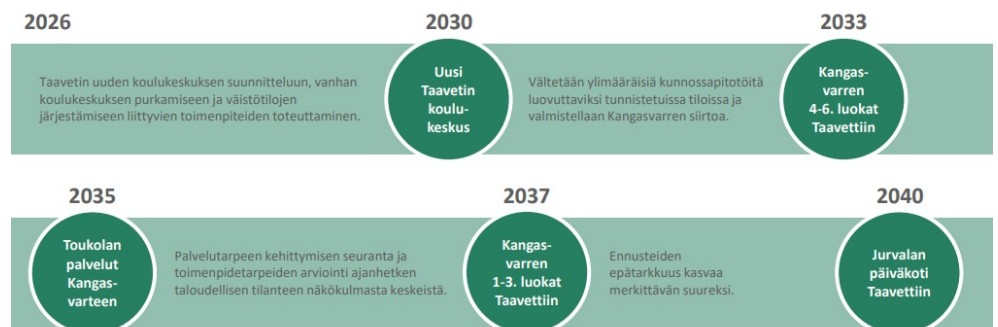 2026
2030
2033
Taavetin uuden koulukeskuksen suunnitteluun, vanhan
koulukeskuksen purkamiseen ja väistötilojen
järjestämiseen liittyvien toimenpiteiden toteuttaminen.
Uusi
Taavetin
koulu-
keskus
Vältetään ylimääräisiä kunnossapitotöitä
luovuttaviksi tunnistetuissa tiloissa ja
valmistellaan Kangasvarren siirtoa.
Kangas-
varren
4-6. luokat
Taavettiin
2035
2037
2040
Toukolan
palvelut
Kangas-
varteen
Palvelutarpeen kehittymisen seuranta ja
toimenpidetarpeiden arviointi ajanhetken
taloudellisen tilanteen näkökulmasta keskeistä.
Kangas-
varren
1-3. luokat
Taavettiin
Ennusteiden
epätarkkuus kasvaa
merkittävän suureksi.
Jurvalan
päiväkoti
Taavettiin